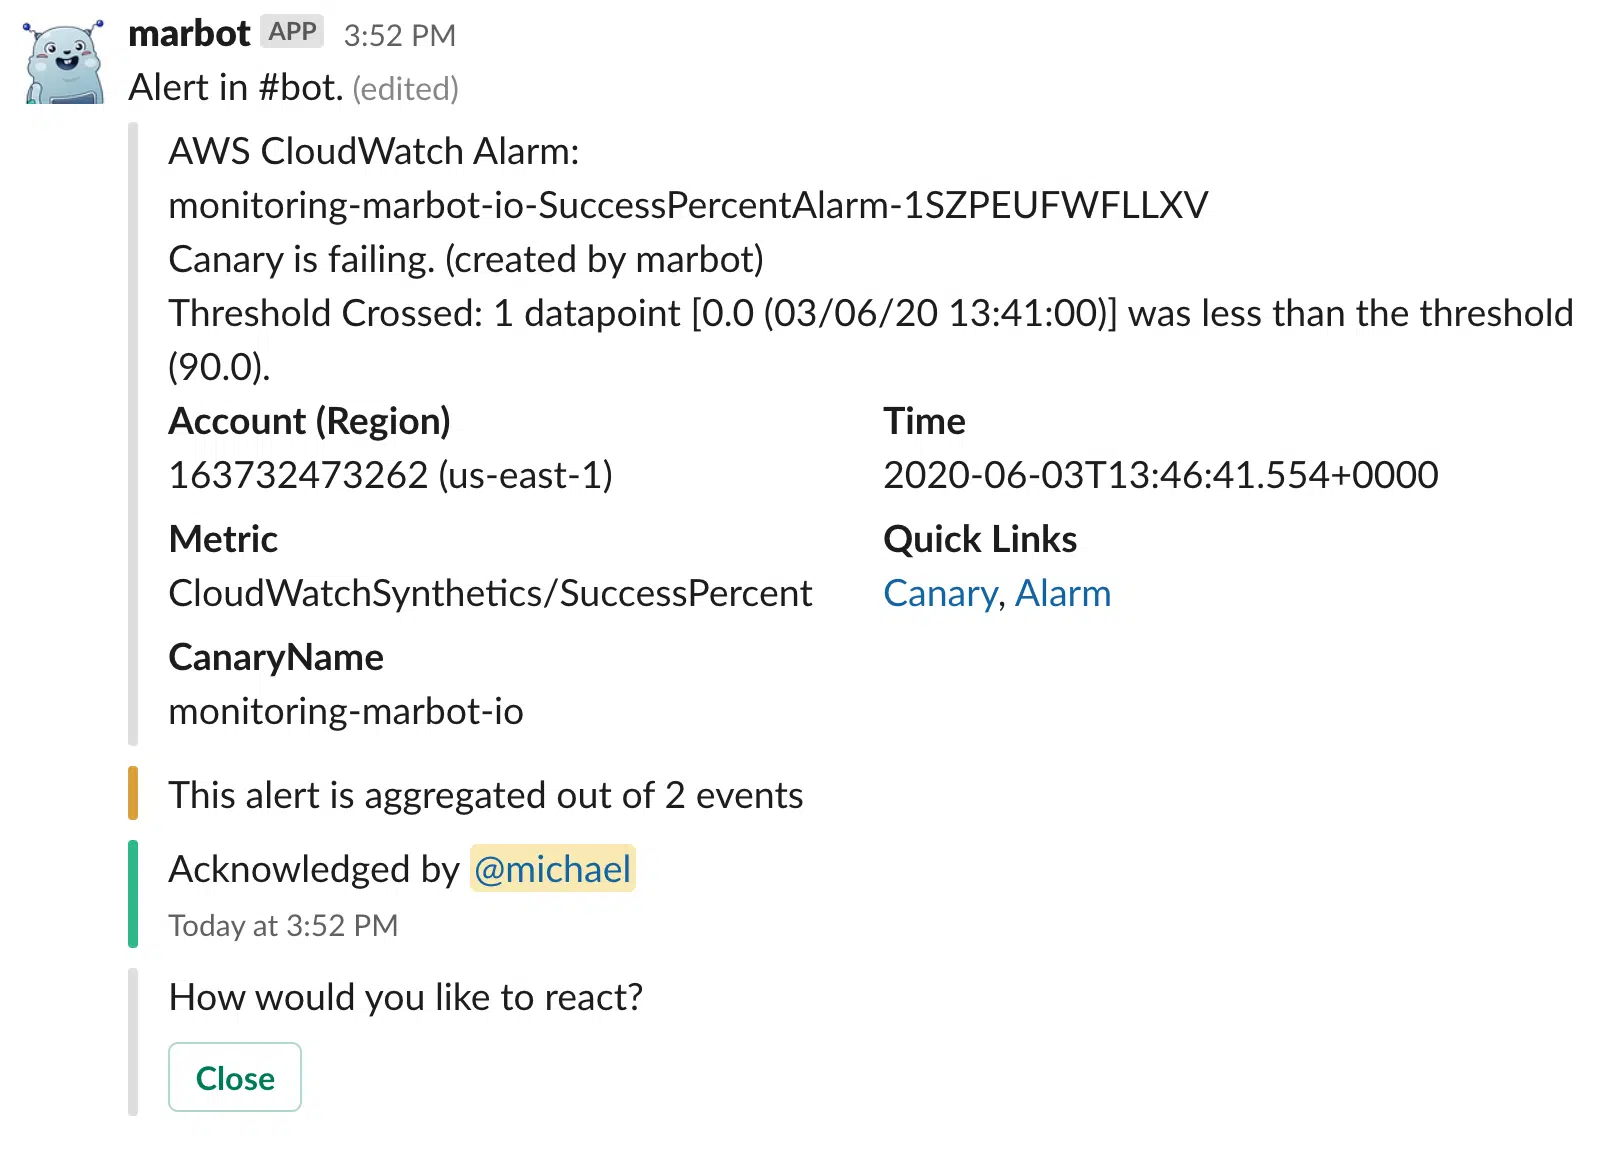 marbot APP 3:52 PM
Alert in #bot. (edited)
AWS CloudWatch Alarm:
monitoring-marbot-io-SuccessPercentAlarm-1SZPEUFWFLLXV
Canary is failing. (created by marbot)
Threshold Crossed: 1 datapoint [0.0 (03/06/20 13:41:00)] was less than the threshold
(90.0).
Account (Region)
163732473262 (us-east-1)
Time
2020-06-03T13:46:41.554+0000
Metric
CloudWatchSynthetics/SuccessPercent
Quick Links
Canary, Alarm
CanaryName
monitoring-marbot-io
This alert is aggregated out of 2 events
Acknowledged by @michael
Today at 3:52 PM
How would you like to react?
Close